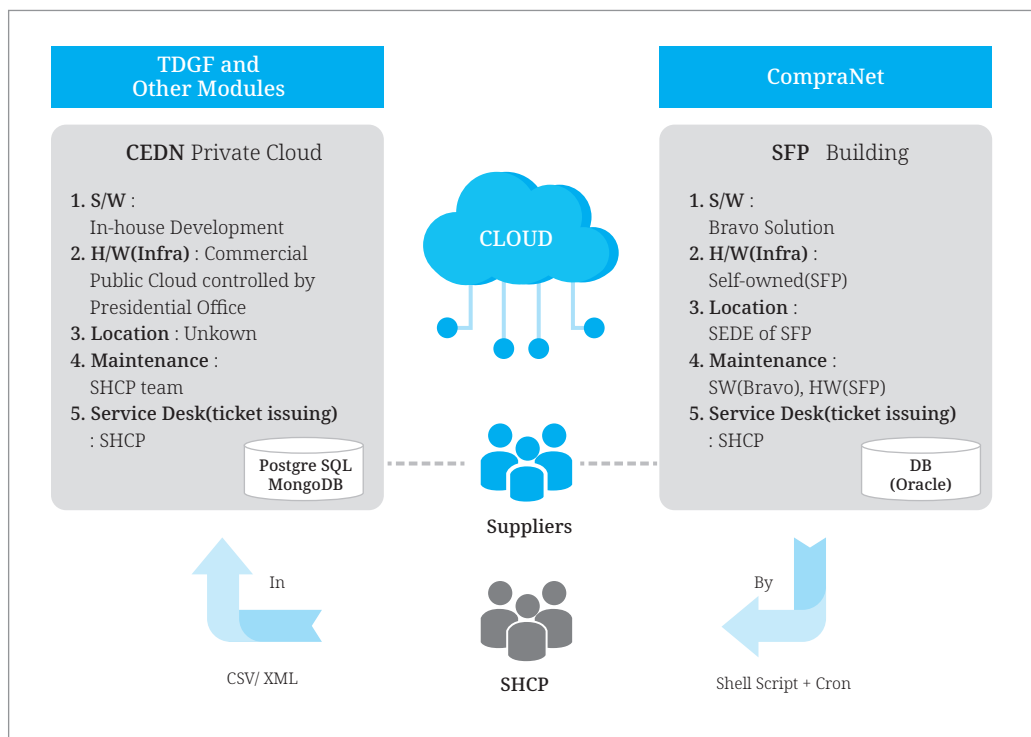 TDGF and
Other Modules
CEDN Private Cloud
1. S/W :
In-house Development
2. H/W(Infra) : Commercial
Public Cloud controlled by
Presidential Office
3. Location : Unkown
4. Maintenance :
SHCP team
5. Service Desk(ticket issuing)
: SHCP
Postgre SQL
MongoDB
CLOUD
CompraNet
SFP Building
1. S/W :
Bravo Solution
2. H/W(Infra) :
Self-owned(SFP)
3. Location :
SEDE of SFP
4. Maintenance :
SW(Bravo), HW(SFP)
5. Service Desk(ticket issuing)
: SHCP
DB
(Oracle)
Suppliers
In
CSV/ XML
SHCP
By
Shell Script + Cron